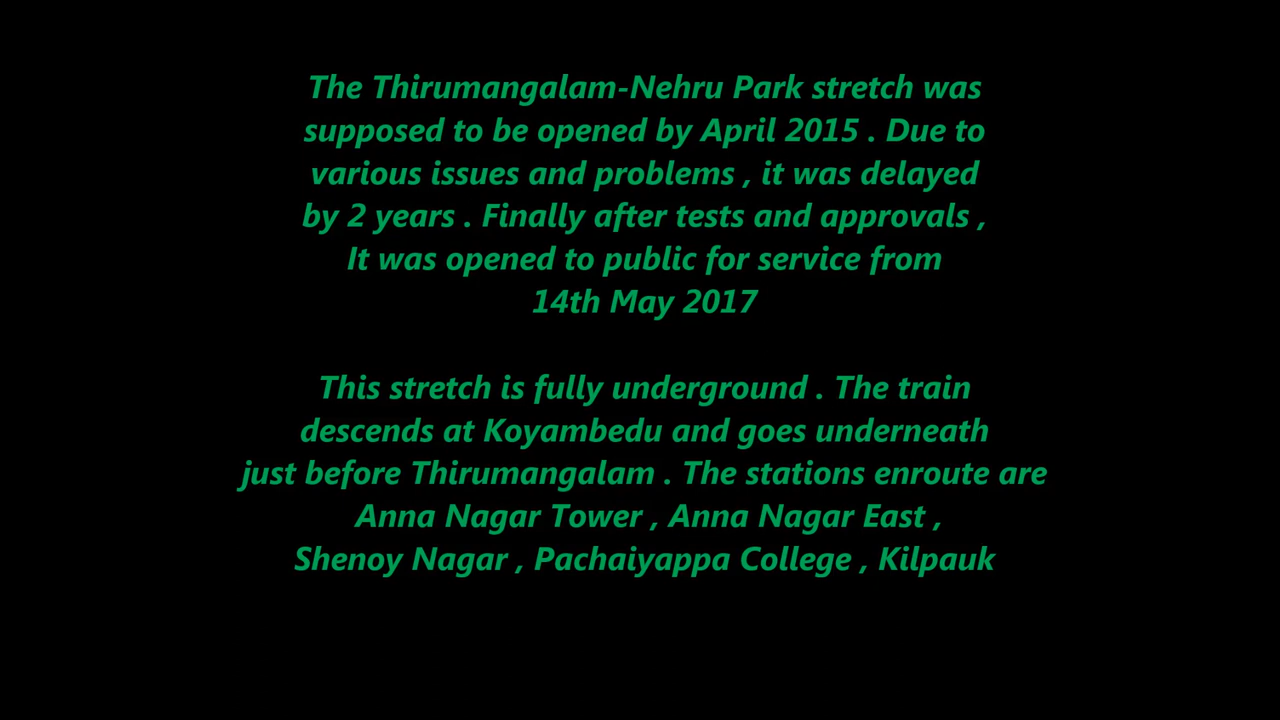 The Thirumangalam-Nehru Park stretch was
supposed to be opened by April 2015 . Due to
various issues and problems , it was delayed
by 2 years . Finally after tests and approvals ,
It was opened to public for service from
14th May 2017
This stretch is fully underground . The train
descends at Koyambedu and goes underneath
just before Thirumangalam . The stations enroute are
Anna Nagar Tower , Anna Nagar East ,
Shenoy Nagar , Pachaiyappa College , Kilpauk